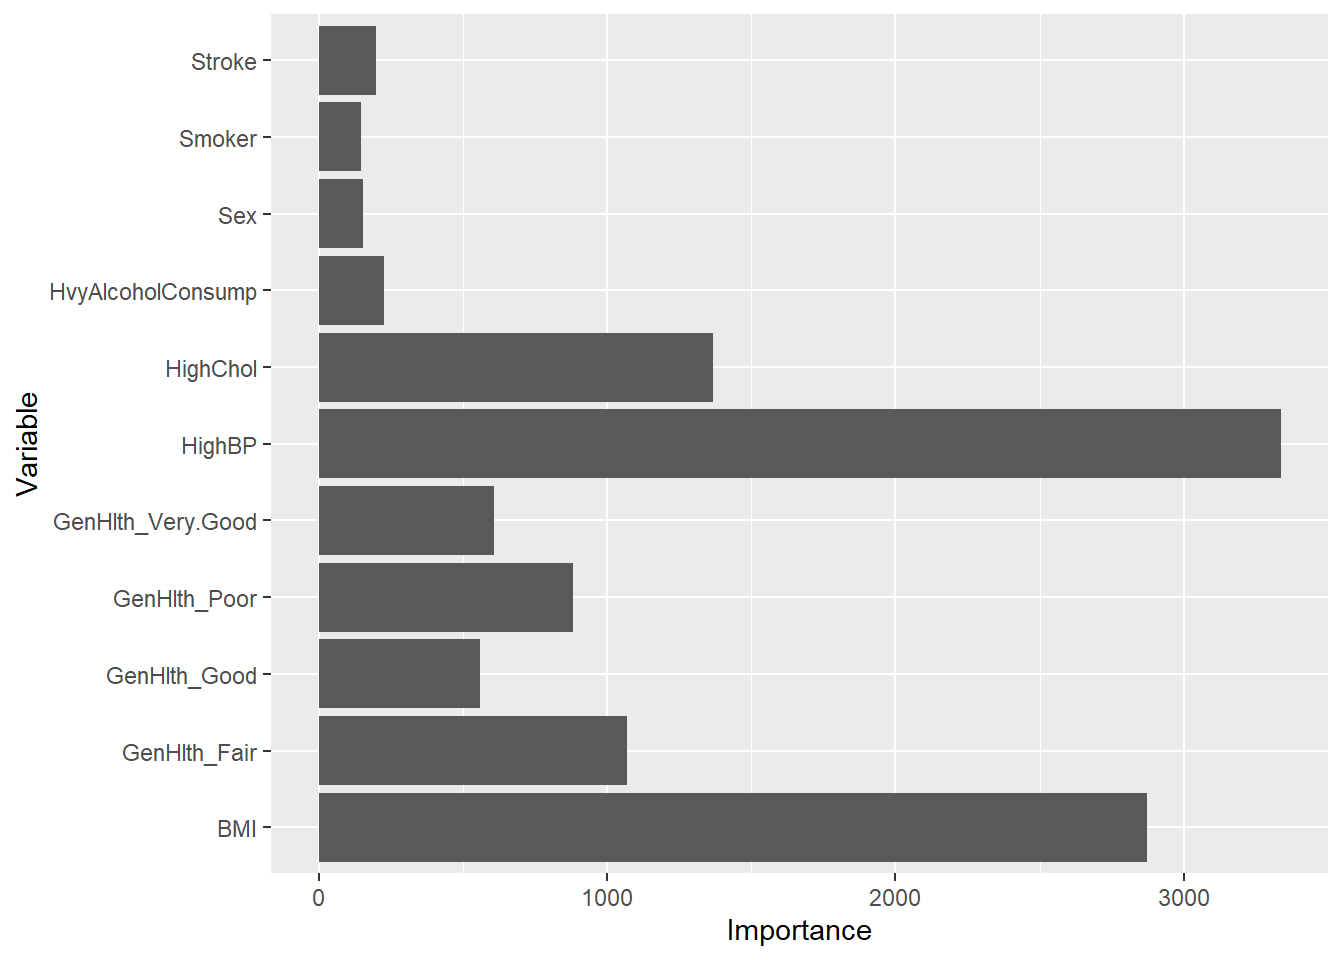 Stroke
Smoker
Sex
HvyAlcoholConsump
HighChol
HighBP
GenHlth_Very.Good
GenHlth_Poor
GenHlth_Good
GenHlth_Fair
BMI
Variable
0 1000 2000 3000
Importance